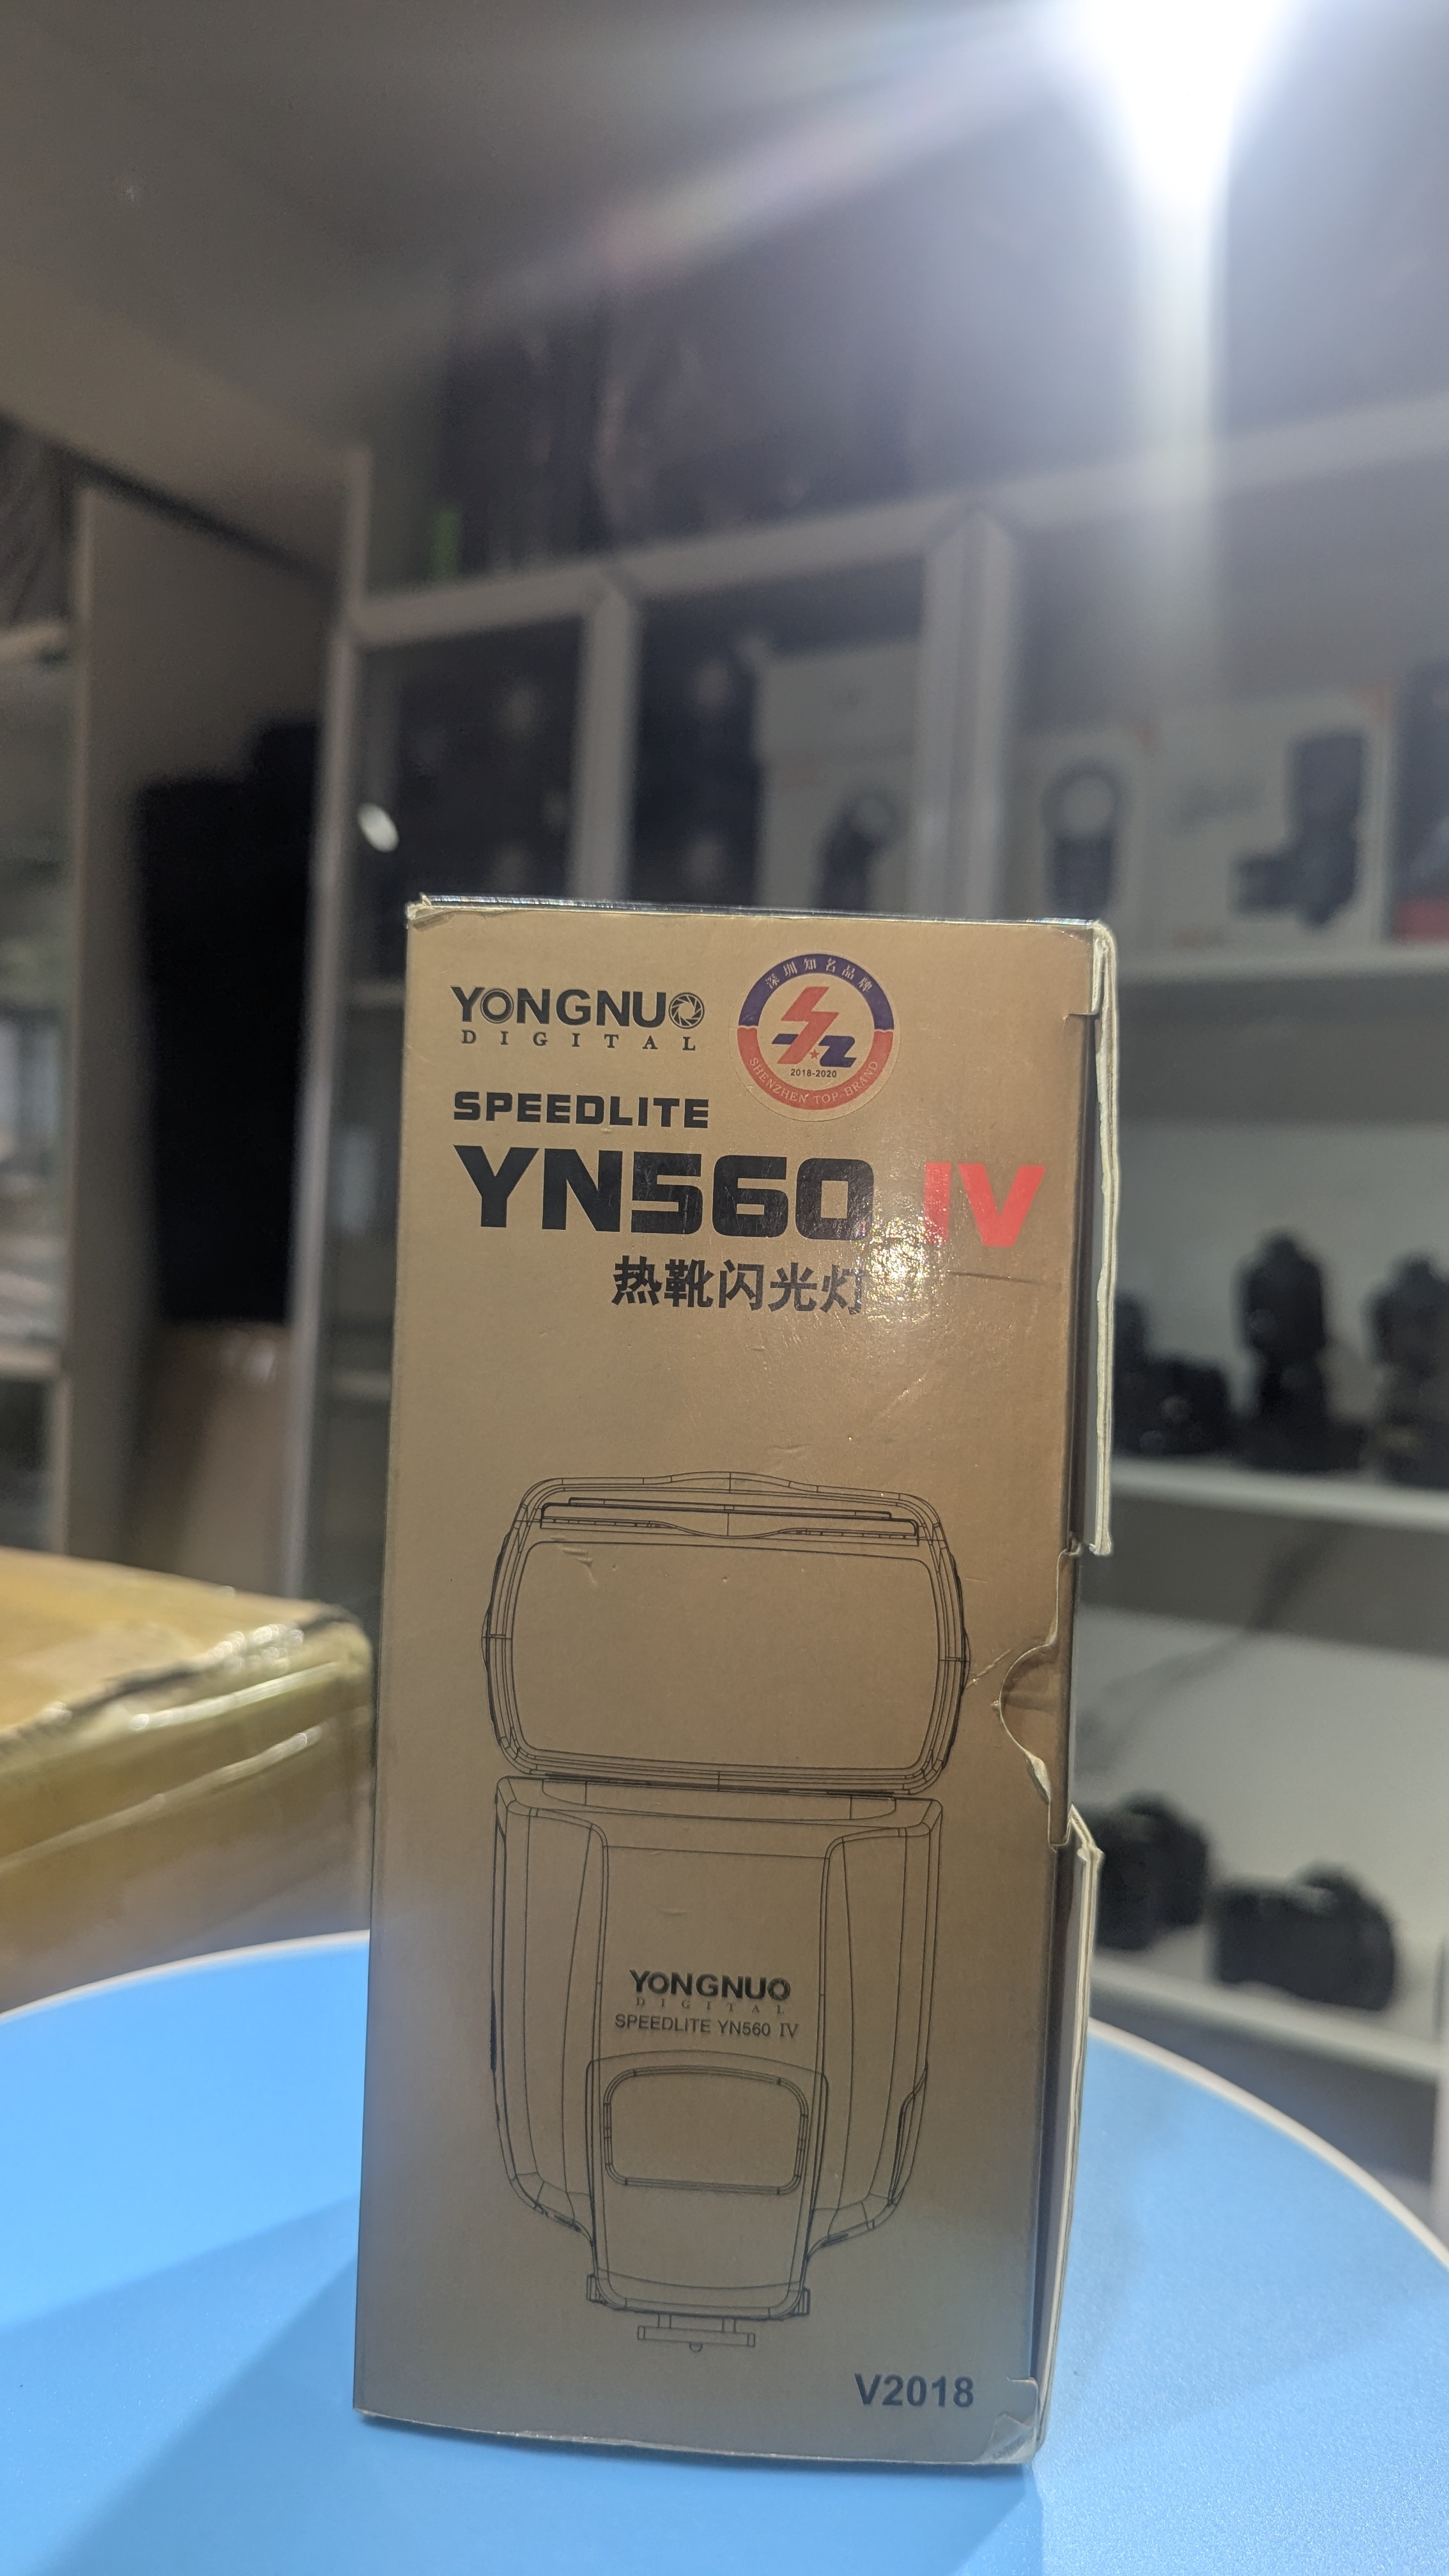 YONGNUO
DIGITAL
深圳知名品牌
SZ
2018-2020
SHENZHEN TOP-BRAND
SPEEDLITE
YN560 IV
热靴闪光灯
YONGNUO
DIGITAL
SPEEDLITE YN560 IV
V2018